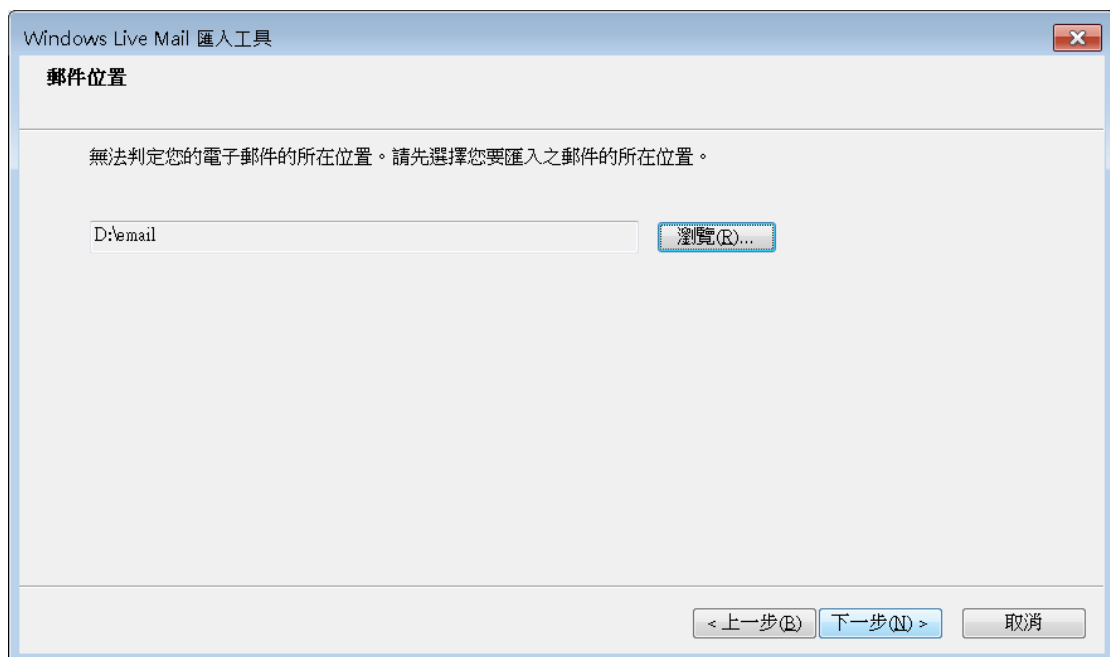 Windows Live Mail 匯入工具
郵件位置
無法判定您的電子郵件的所在位置。請先選擇您要匯入之郵件的所在位置。
D:\email
瀏覽(R)...
<上一步(B)
下一步(N) >
取消